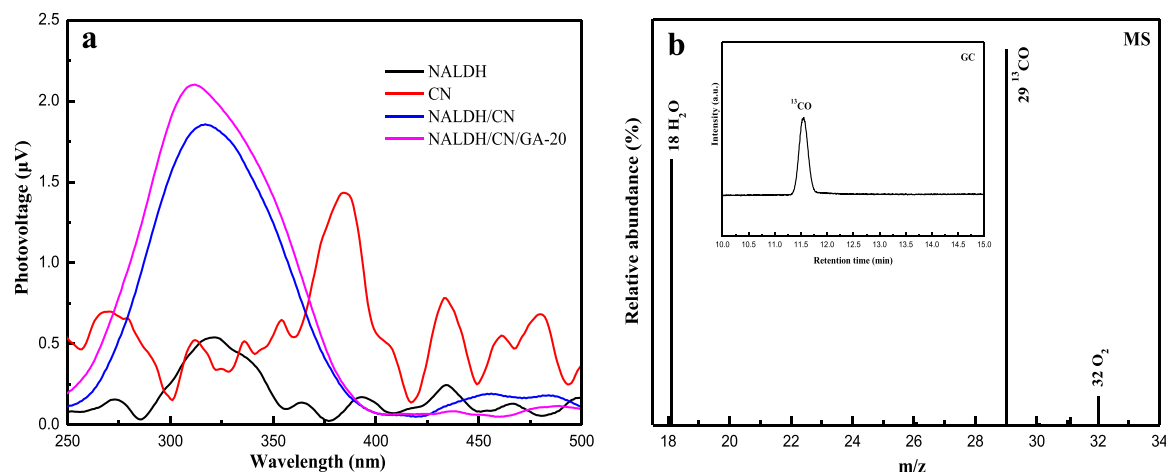 a
NALDH
CN
NALDH/CN
NALDH/CN/GA-20
Photovoltage (μV)
2.5
2.0
1.5
1.0
0.5
0.0
250 300 350 400 450 500
Wavelength (nm)
b
MS
18 H₂O
29 ¹³CO
32 O₂
Relative abundance (%)
18 20 22 24 26 28 30 32 34
m/z
GC
¹³CO
Intensity (a.u.)
10.0 10.5 11.0 11.5 12.0 12.5 13.0 13.5 14.0 14.5 15.0
Retention time (min)